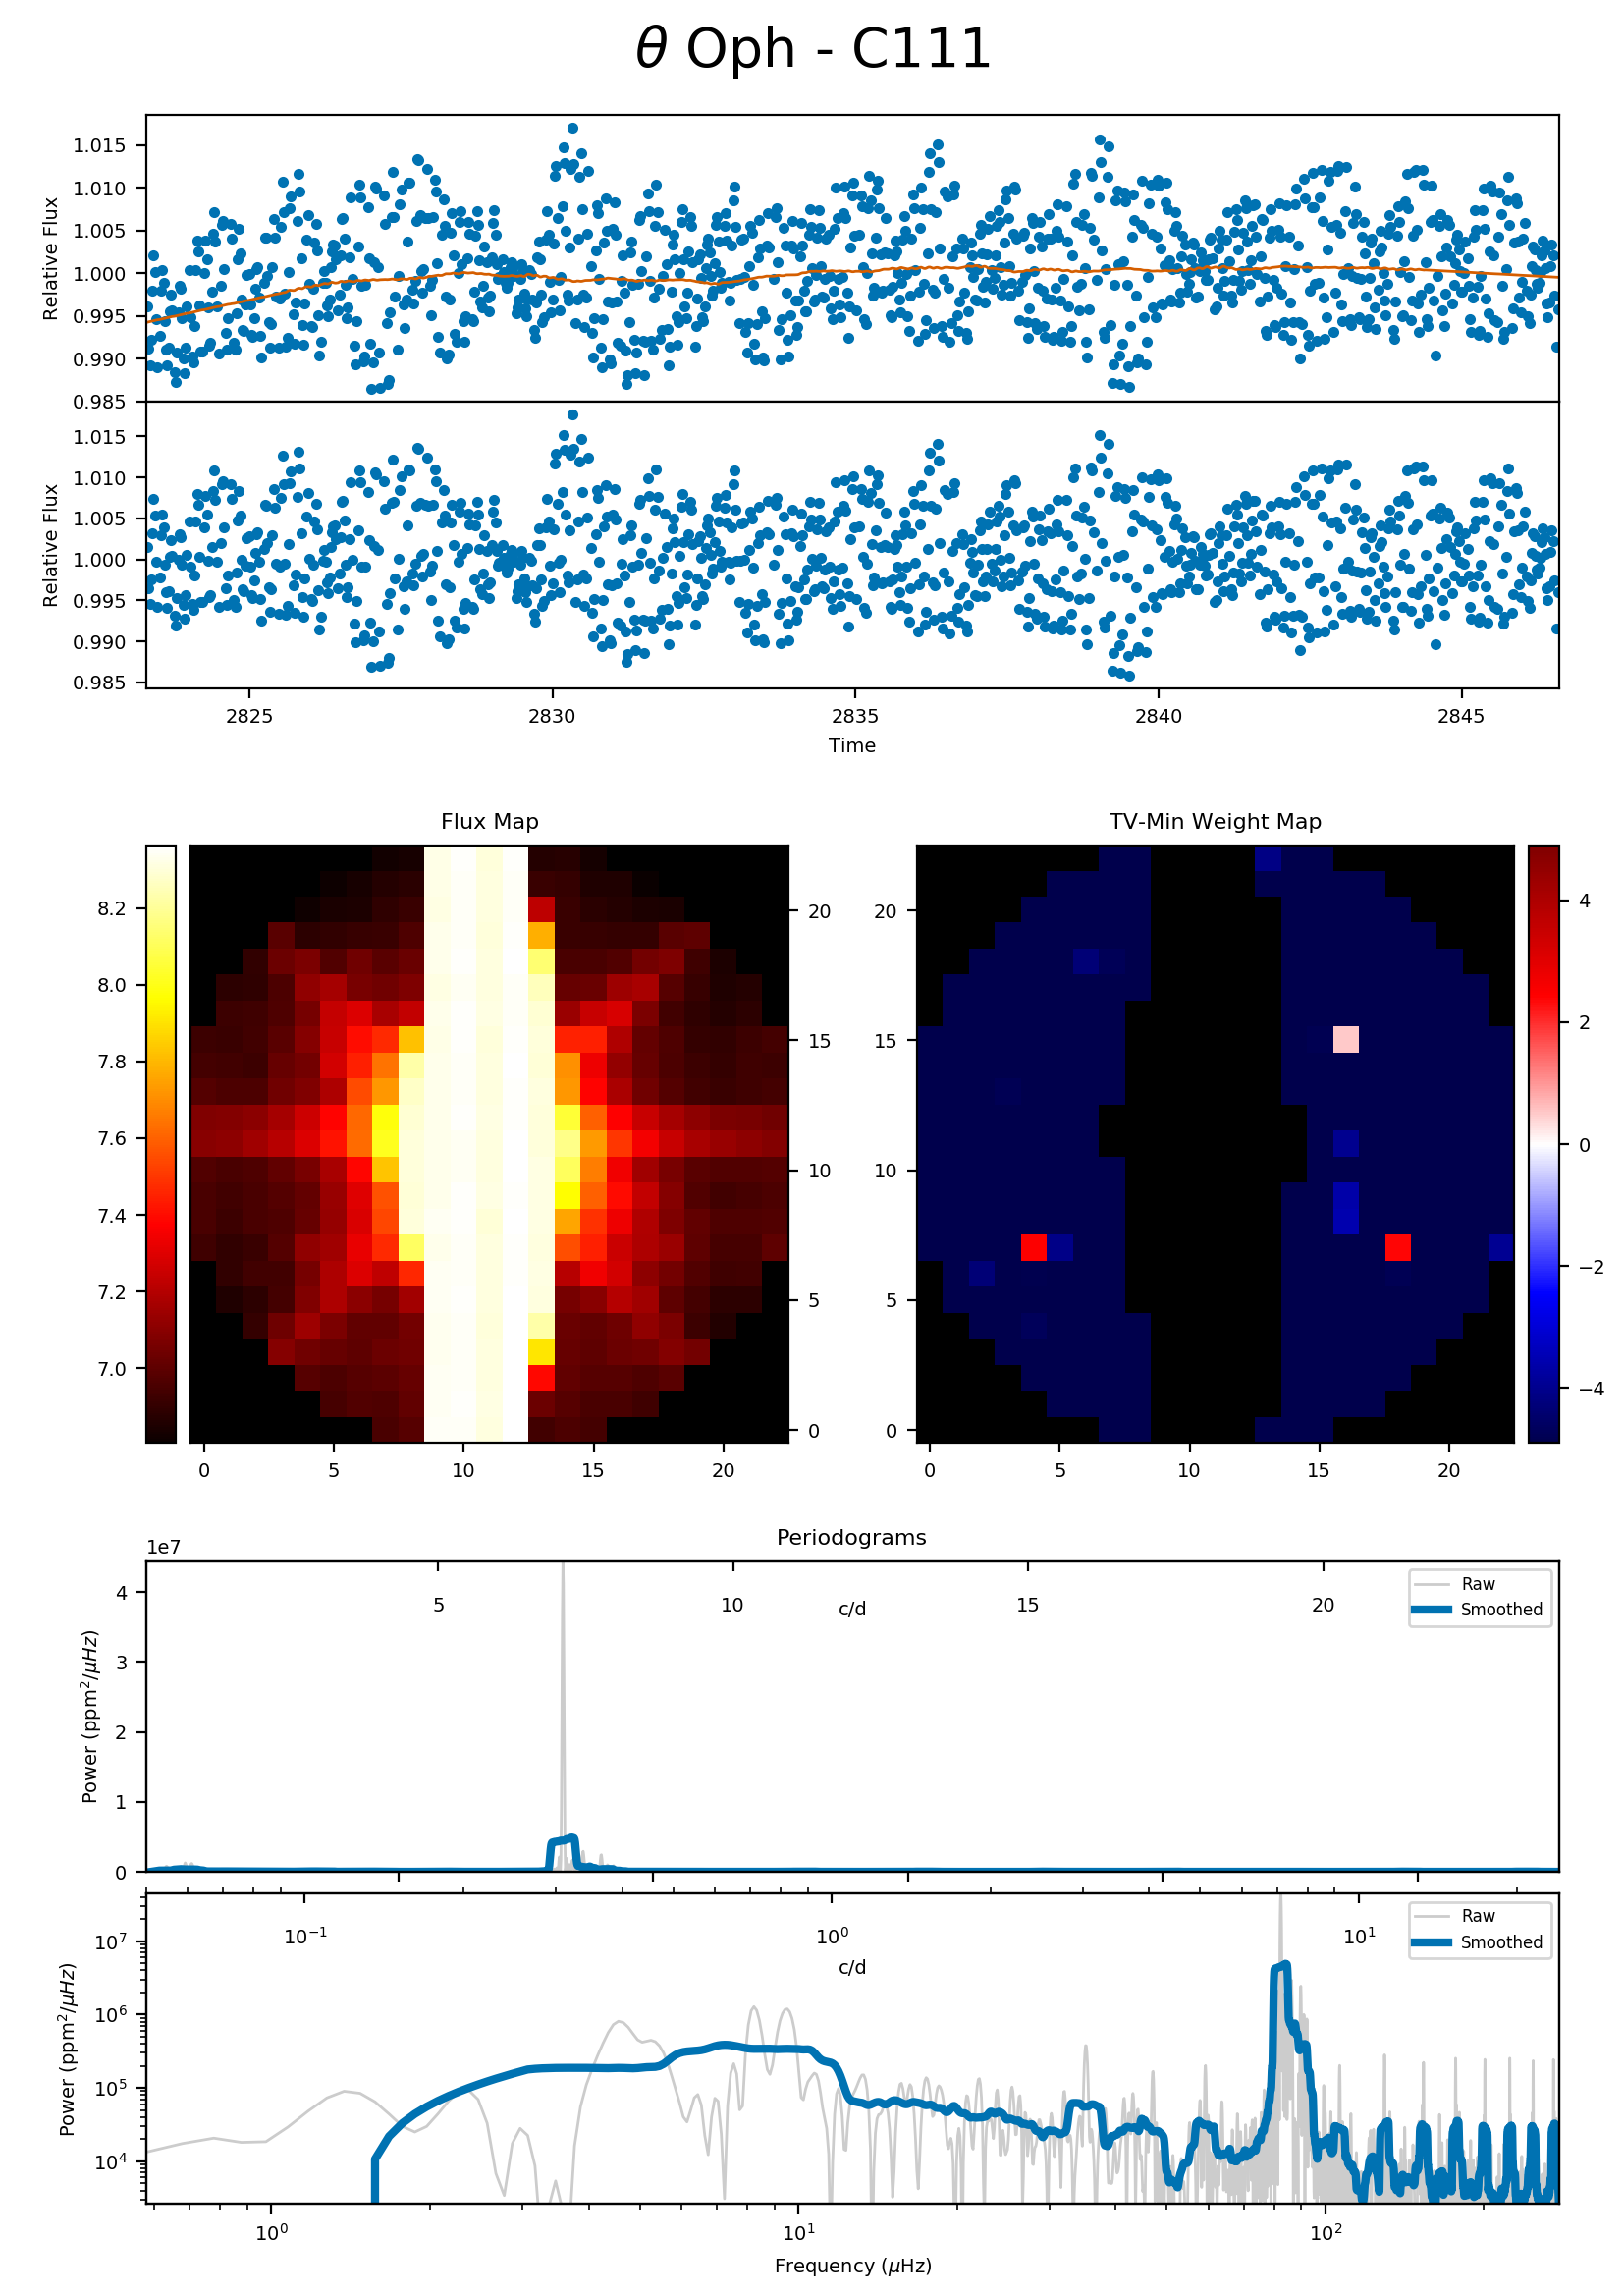 θ Oph - C111
1.015
1.010
1.005
1.000
0.995
0.990
0.985
Relative Flux
1.015
1.010
1.005
1.000
0.995
0.990
0.985
Relative Flux
2825 2830 2835 2840 2845
Time
Flux Map
8.2
8.0
7.8
7.6
7.4
7.2
7.0
20
15
10
5
0
0 5 10 15 20
TV-Min Weight Map
20
15
10
5
0
0 5 10 15 20
4
2
0
−2
−4
Periodograms
1e7
4
3
2
1
0
Power (ppm²/μHz)
5 10 15 20
c/d
Raw
Smoothed
10⁷
10⁶
10⁵
10⁴
Power (ppm²/μHz)
10⁻¹ 10⁰ 10¹
c/d
Raw
Smoothed
10⁰ 10¹ 10²
Frequency (μHz)